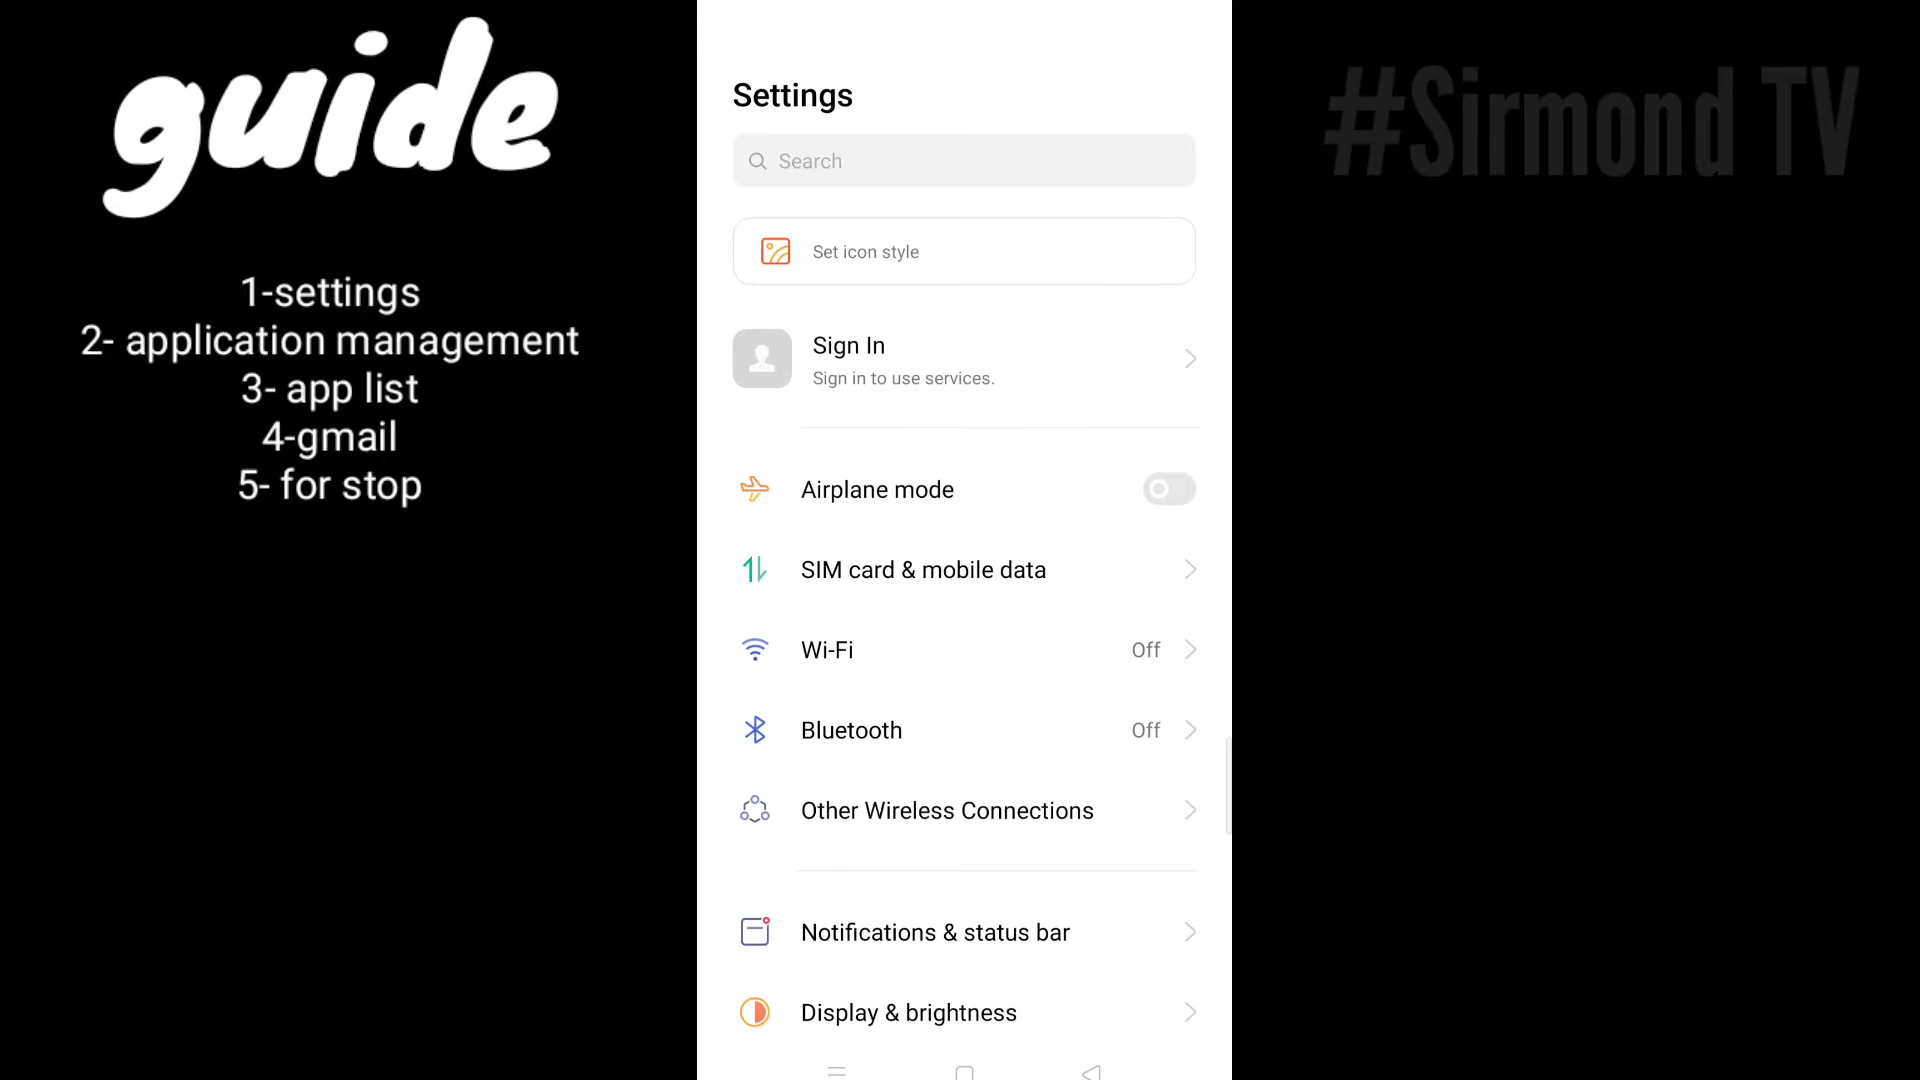 guide
1-settings
2- application management
3- app list
4-gmail
5- for stop
Settings
Search
Set icon style
Sign In
Sign in to use services.
Airplane mode
SIM card & mobile data
Wi-Fi Off
Bluetooth Off
Other Wireless Connections
Notifications & status bar
Display & brightness
#Sirmond TV